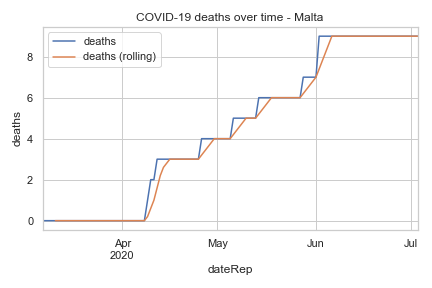 COVID-19 deaths over time - Malta
deaths
deaths (rolling)
deaths
8
6
4
2
0
Apr May Jun Jul
2020
dateRep